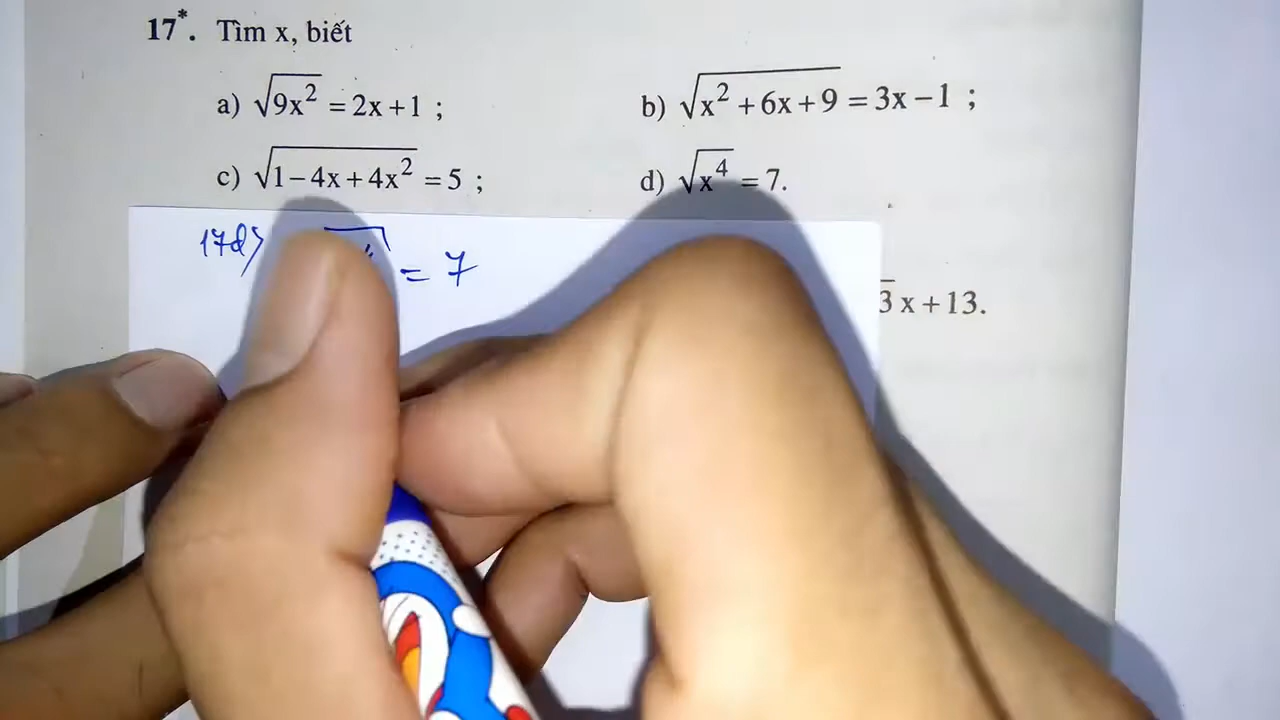 17*. Tìm x, biết
a) √9x² = 2x + 1 ;
b) √x² + 6x + 9 = 3x − 1 ;
c) √1 − 4x + 4x² = 5 ;
d) √x⁴ = 7.
17d) = 7
3 x + 13.